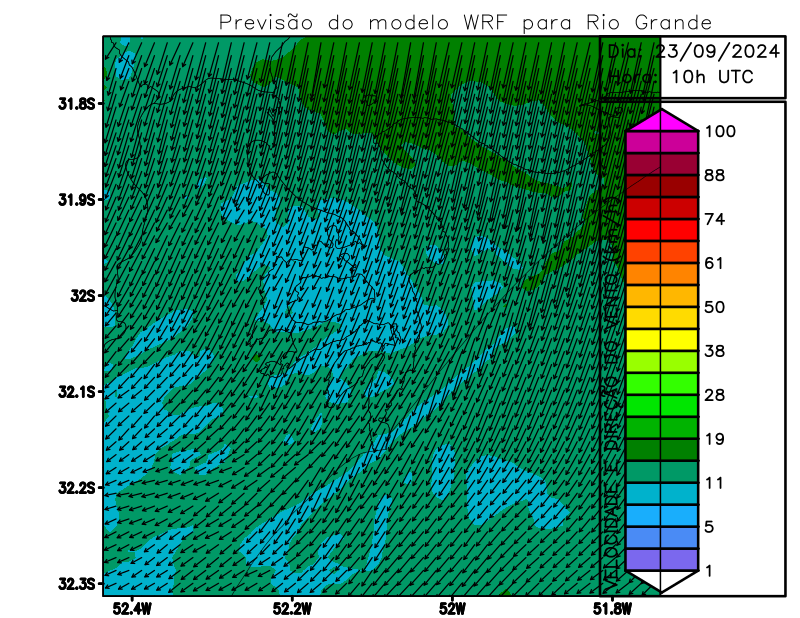 Previsão do modelo WRF para Rio Grande
Dia: 23/09/2024
Hora: 10h UTC
31.8S
31.9S
32S
32.1S
32.2S
32.3S
52.4W
52.2W
52W
51.8W
VELOCIDADE E DIREÇÃO DO VENTO (km/h)
100
88
74
61
50
38
28
19
11
5
1